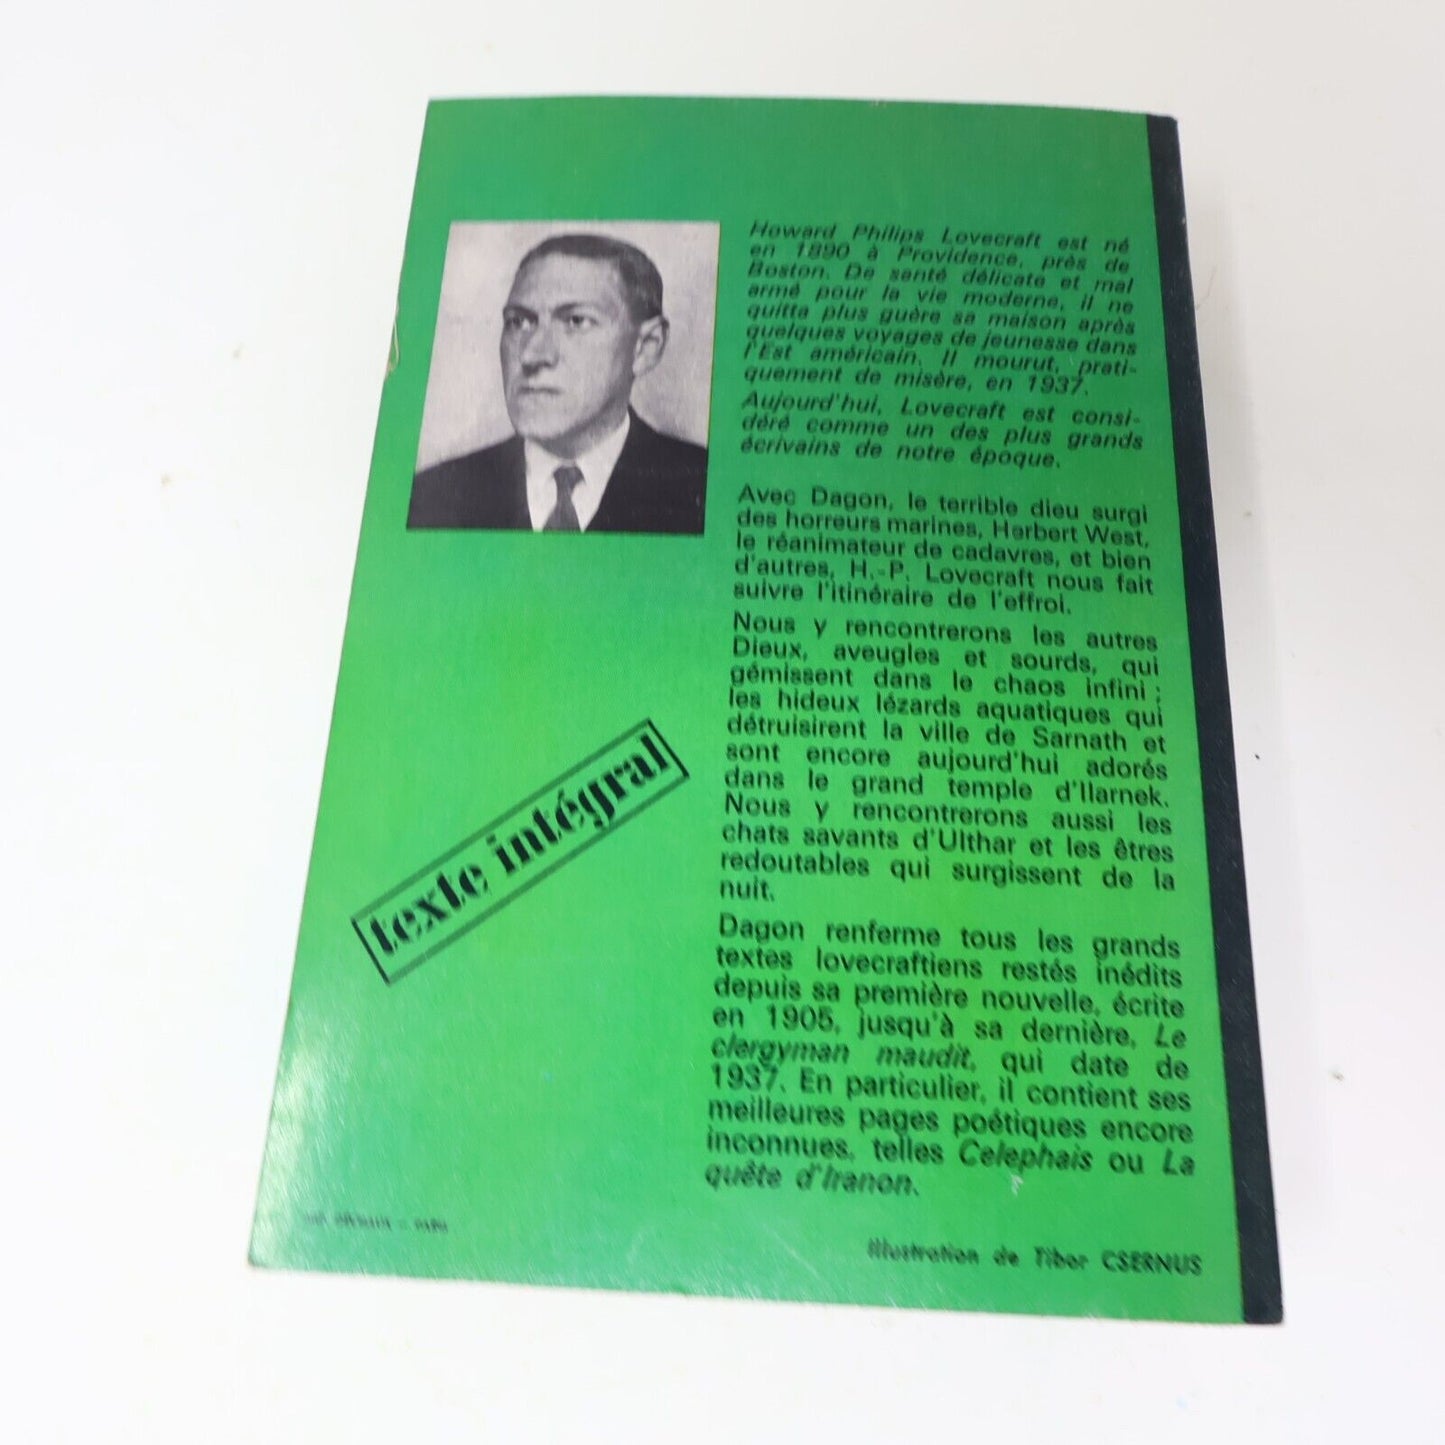 Howard Philips Lovecraft est né
en 1890 à Providence, près de
Boston. De santé délicate et mal
armé pour la vie moderne, il ne
quitta plus guère sa maison après
quelques voyages de jeunesse dans
l'Est américain. Il mourut, prati-
quement de misère, en 1937.
Aujourd'hui, Lovecraft est consi-
déré comme un des plus grands
écrivains de notre époque.
Avec Dagon, le terrible dieu surgi
des horreurs marines, Herbert West,
le réanimateur de cadavres, et bien
d'autres, H.-P. Lovecraft nous fait
suivre l'itinéraire de l'effroi.
Nous y rencontrerons les autres
Dieux, aveugles et sourds, qui
gémissent dans le chaos infini ;
les hideux lézards aquatiques qui
détruisirent la ville de Sarnath et
sont encore aujourd'hui adorés
dans le grand temple d'Ilarnek.
Nous y rencontrerons aussi les
chats savants d'Ulthar et les êtres
redoutables qui surgissent de la
nuit.
Dagon renferme tous les grands
textes lovecraftiens restés inédits
depuis sa première nouvelle, écrite
en 1905, jusqu'à sa dernière, Le
clergyman maudit, qui date de
1937. En particulier, il contient ses
meilleures pages poétiques encore
inconnues, telles Celephais ou La
quête d'Iranon.
texte intégral
— PARIS
Illustration de Tibor CSERNUS